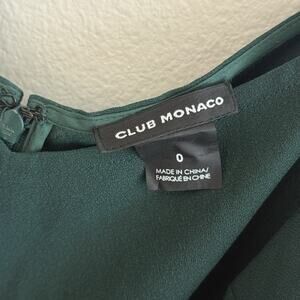 CLUB MONACO
0
MADE IN CHINA/
FABRIQUÉ EN CHINE